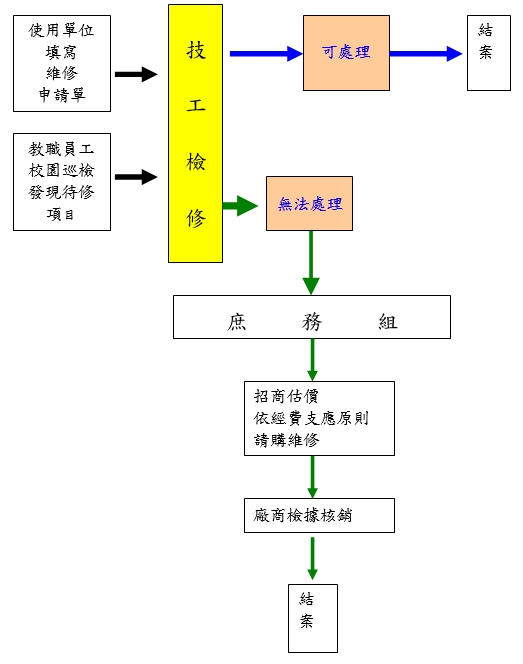 使用單位
填寫
維修
申請單
教職員工
校園巡檢
發現待修
項目
技
工
檢
修
可處理
結
案
無法處理
庶 務 組
招商估價
依經費支應原則
請購維修
廠商檢據核銷
結
案